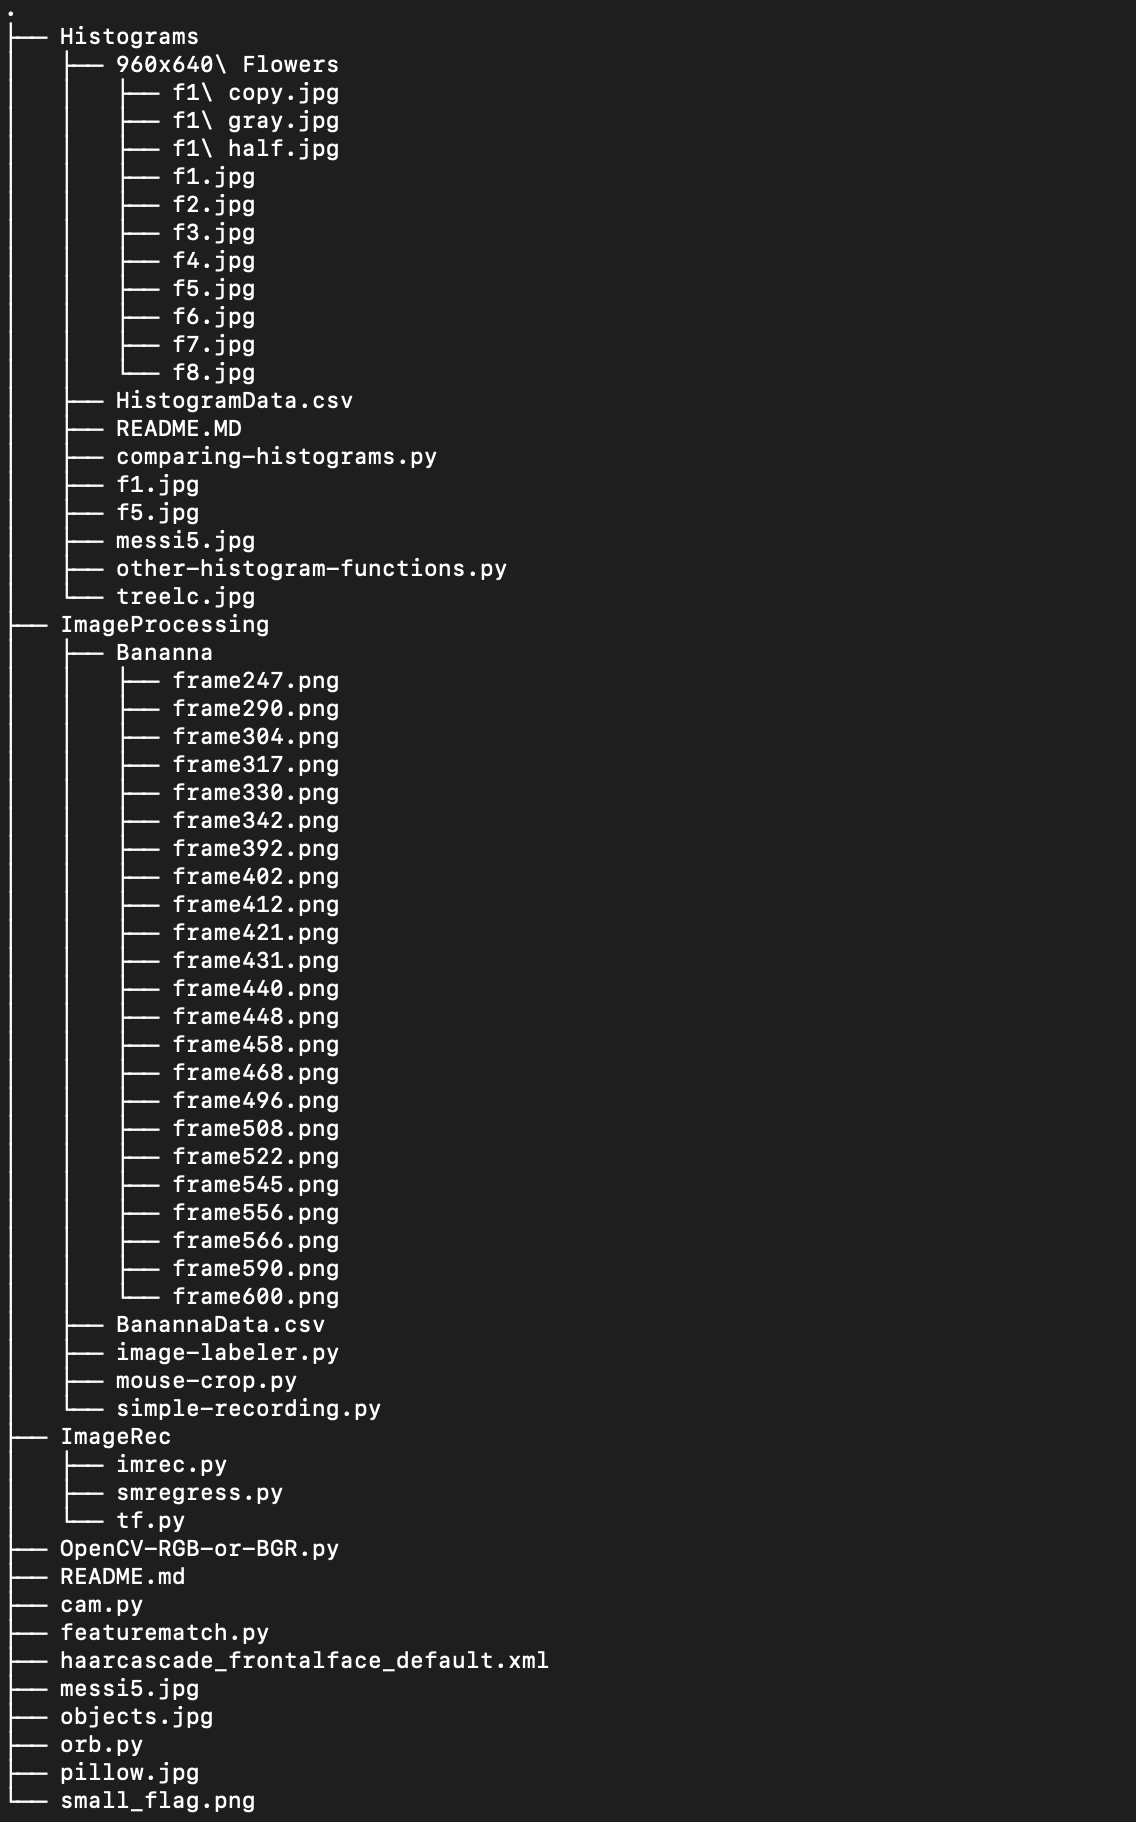 .
├── Histograms
│   ├── 960x640\ Flowers
│   │   ├── f1\ copy.jpg
│   │   ├── f1\ gray.jpg
│   │   ├── f1\ half.jpg
│   │   ├── f1.jpg
│   │   ├── f2.jpg
│   │   ├── f3.jpg
│   │   ├── f4.jpg
│   │   ├── f5.jpg
│   │   ├── f6.jpg
│   │   ├── f7.jpg
│   │   └── f8.jpg
│   ├── HistogramData.csv
│   ├── README.MD
│   ├── comparing-histograms.py
│   ├── f1.jpg
│   ├── f5.jpg
│   ├── messi5.jpg
│   ├── other-histogram-functions.py
│   └── treelc.jpg
├── ImageProcessing
│   ├── Bananna
│   │   ├── frame247.png
│   │   ├── frame290.png
│   │   ├── frame304.png
│   │   ├── frame317.png
│   │   ├── frame330.png
│   │   ├── frame342.png
│   │   ├── frame392.png
│   │   ├── frame402.png
│   │   ├── frame412.png
│   │   ├── frame421.png
│   │   ├── frame431.png
│   │   ├── frame440.png
│   │   ├── frame448.png
│   │   ├── frame458.png
│   │   ├── frame468.png
│   │   ├── frame496.png
│   │   ├── frame508.png
│   │   ├── frame522.png
│   │   ├── frame545.png
│   │   ├── frame556.png
│   │   ├── frame566.png
│   │   ├── frame590.png
│   │   └── frame600.png
│   ├── BanannaData.csv
│   ├── image-labeler.py
│   ├── mouse-crop.py
│   └── simple-recording.py
├── ImageRec
│   ├── imrec.py
│   ├── smregress.py
│   └── tf.py
├── OpenCV-RGB-or-BGR.py
├── README.md
├── cam.py
├── featurematch.py
├── haarcascade_frontalface_default.xml
├── messi5.jpg
├── objects.jpg
├── orb.py
├── pillow.jpg
└── small_flag.png